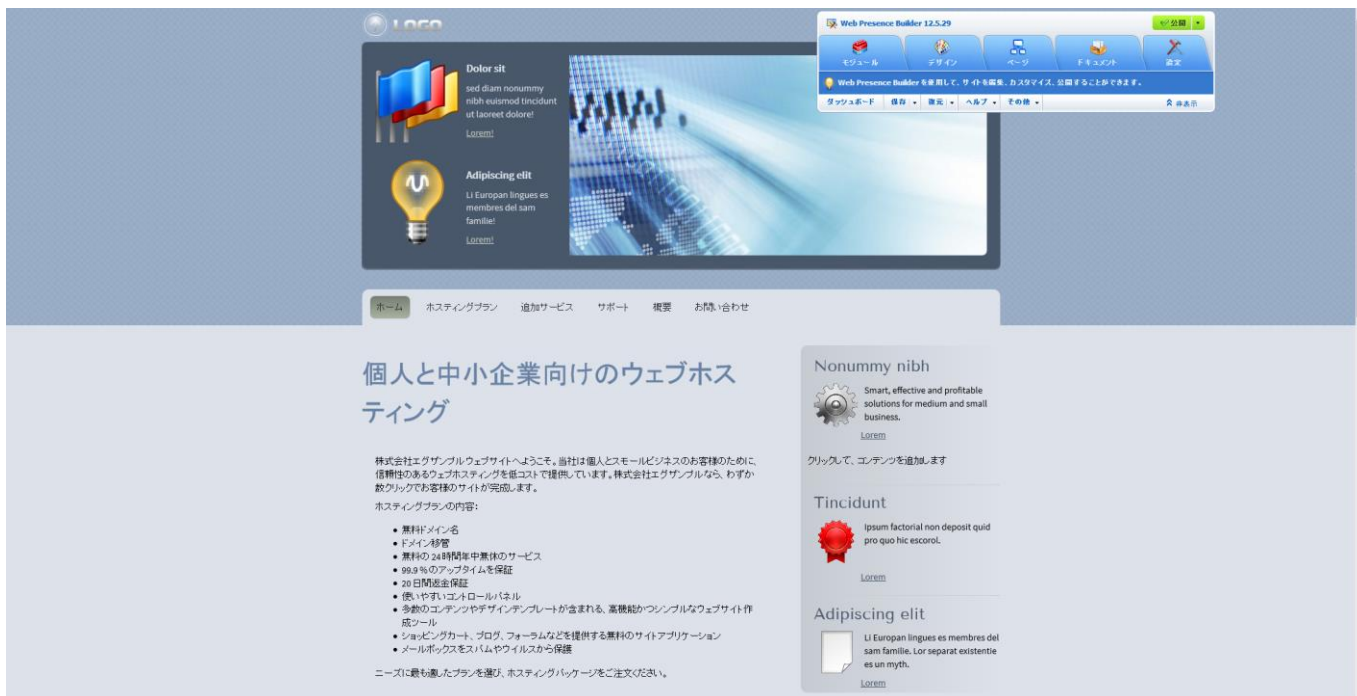 LOGO
Web Presence Builder 12.5.29
公開
モジュール
デザイン
ページ
ドキュメント
設定
Web Presence Builder を使用して、サイトを編集、カスタマイズ、公開することができます。
ダッシュボード 保存 復元 ヘルプ その他
非表示
Dolor sit
sed diam nonummy
nibh euismod tincidunt
ut laoreet dolore!
Lorem!
Adipiscing elit
Li Europan lingues es
membres del sam
familie!
Lorem!
ホーム ホスティングプラン 追加サービス サポート 概要 お問い合わせ
個人と中小企業向けのウェブホス
ティング
株式会社エグザンプルウェブサイトへようこそ。当社は個人とスモールビジネスのお客様のために、
信頼性のあるウェブホスティングを低コストで提供しています。株式会社エグザンプルなら、わずか
数クリックでお客様のサイトが完成します。
ホスティングプランの内容:
• 無料ドメイン名
• ドメイン移管
• 無料の 24時間年中無休のサービス
• 99.9 % のアップタイムを保証
• 20 日間返金保証
• 使いやすいコントロールパネル
• 多数のコンテンツやデザインテンプレートが含まれる、高機能かつシンプルなウェブサイト作
成ツール
• ショッピングカート、ブログ、フォーラムなどを提供する無料のサイトアプリケーション
• メールボックスをスパムやウイルスから保護
ニーズに最も適したプランを選び、ホスティングパッケージをご注文ください。
Nonummy nibh
Smart, effective and profitable
solutions for medium and small
business.
Lorem
クリックして、コンテンツを追加します
Tincidunt
Ipsum factorial non deposit quid
pro quo hic escorol.
Lorem
Adipiscing elit
Li Europan lingues es membres del
sam familie. Lor separat existentie
es un myth.
Lorem